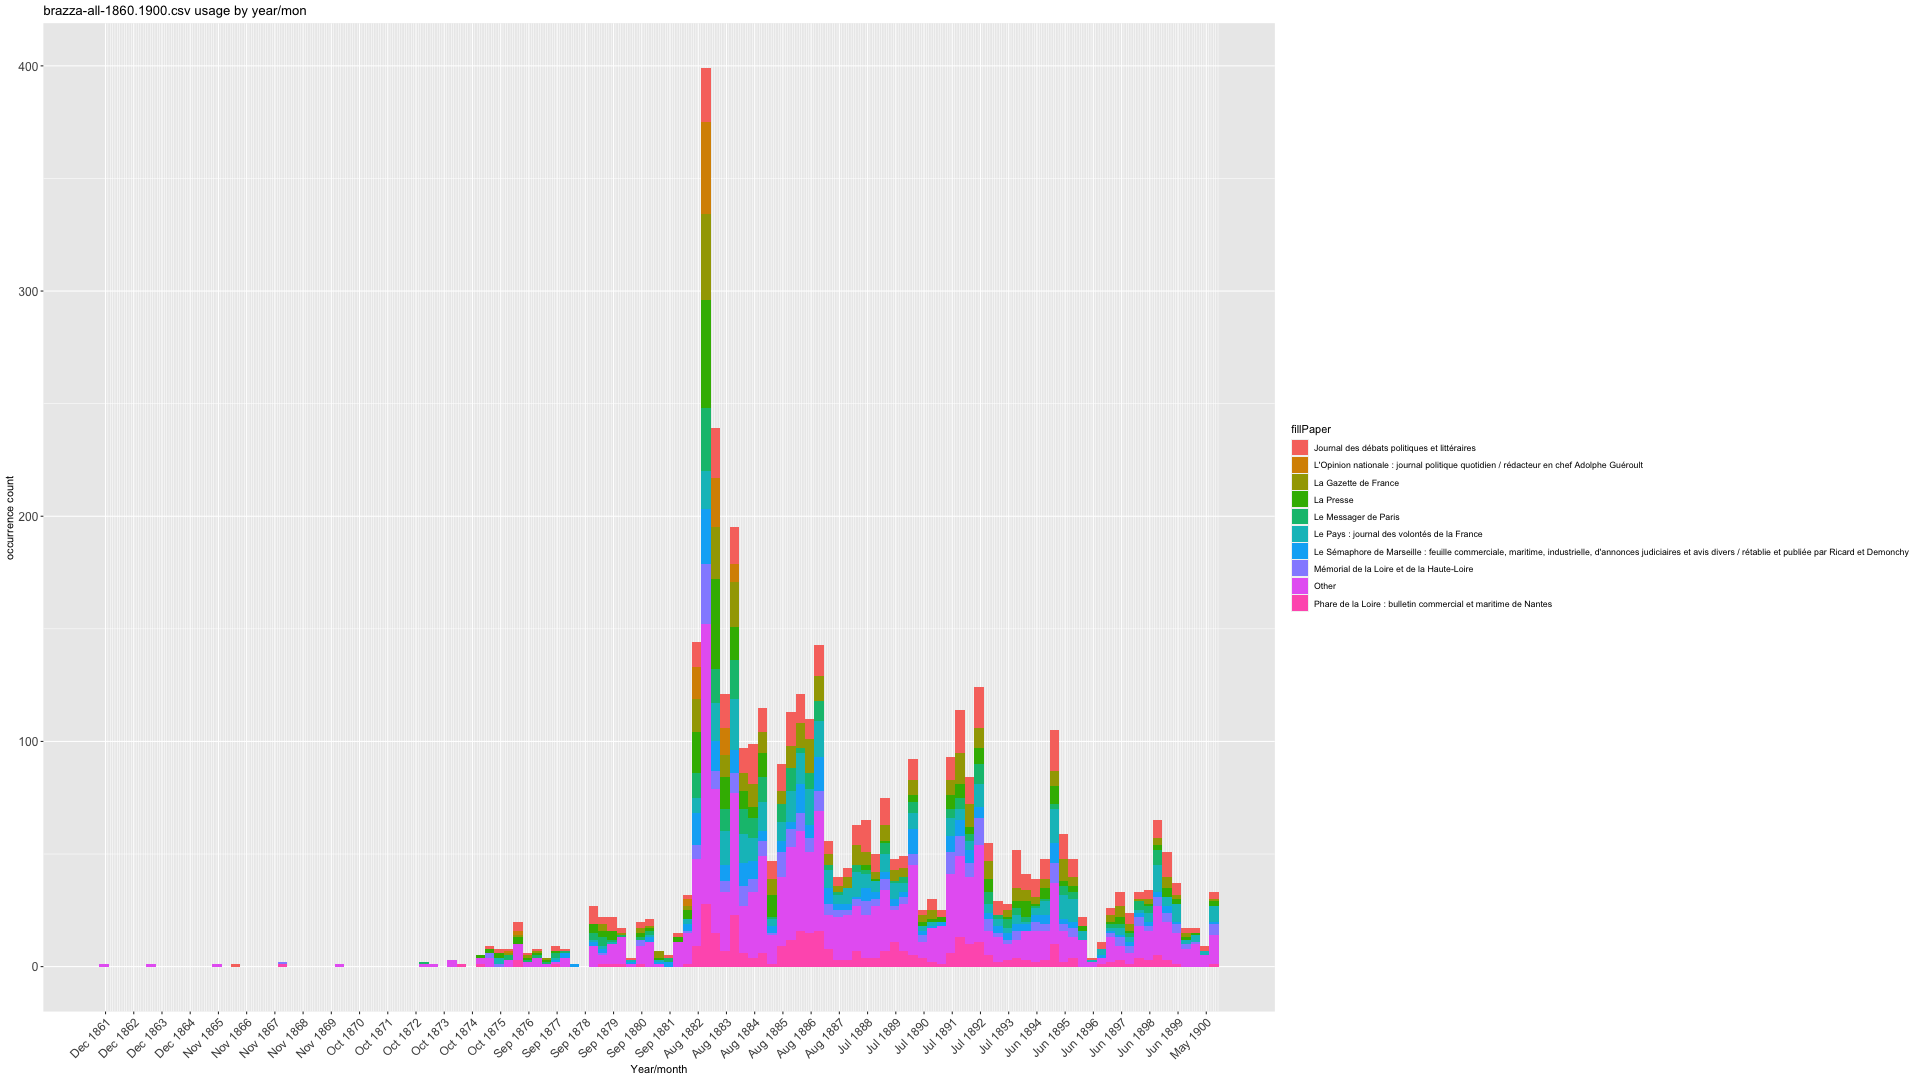 brazza-all-1860.1900.csv usage by year/mon
occurrence count
400
300
200
100
0
Dec 1861
Dec 1862
Dec 1863
Dec 1864
Nov 1865
Nov 1866
Nov 1867
Nov 1868
Nov 1869
Oct 1870
Oct 1871
Oct 1872
Oct 1873
Oct 1874
Oct 1875
Sep 1876
Sep 1877
Sep 1878
Sep 1879
Sep 1880
Sep 1881
Aug 1882
Aug 1883
Aug 1884
Aug 1885
Aug 1886
Aug 1887
Jul 1888
Jul 1889
Jul 1890
Jul 1891
Jul 1892
Jul 1893
Jun 1894
Jun 1895
Jun 1896
Jun 1897
Jun 1898
Jun 1899
May 1900
Year/month
fillPaper
Journal des débats politiques et littéraires
L'Opinion nationale : journal politique quotidien / rédacteur en chef Adolphe Guéroult
La Gazette de France
La Presse
Le Messager de Paris
Le Pays : journal des volontés de la France
Le Sémaphore de Marseille : feuille commerciale, maritime, industrielle, d'annonces judiciaires et avis divers / rétablie et publiée par Ricard et Demonchy
Mémorial de la Loire et de la Haute-Loire
Other
Phare de la Loire : bulletin commercial et maritime de Nantes